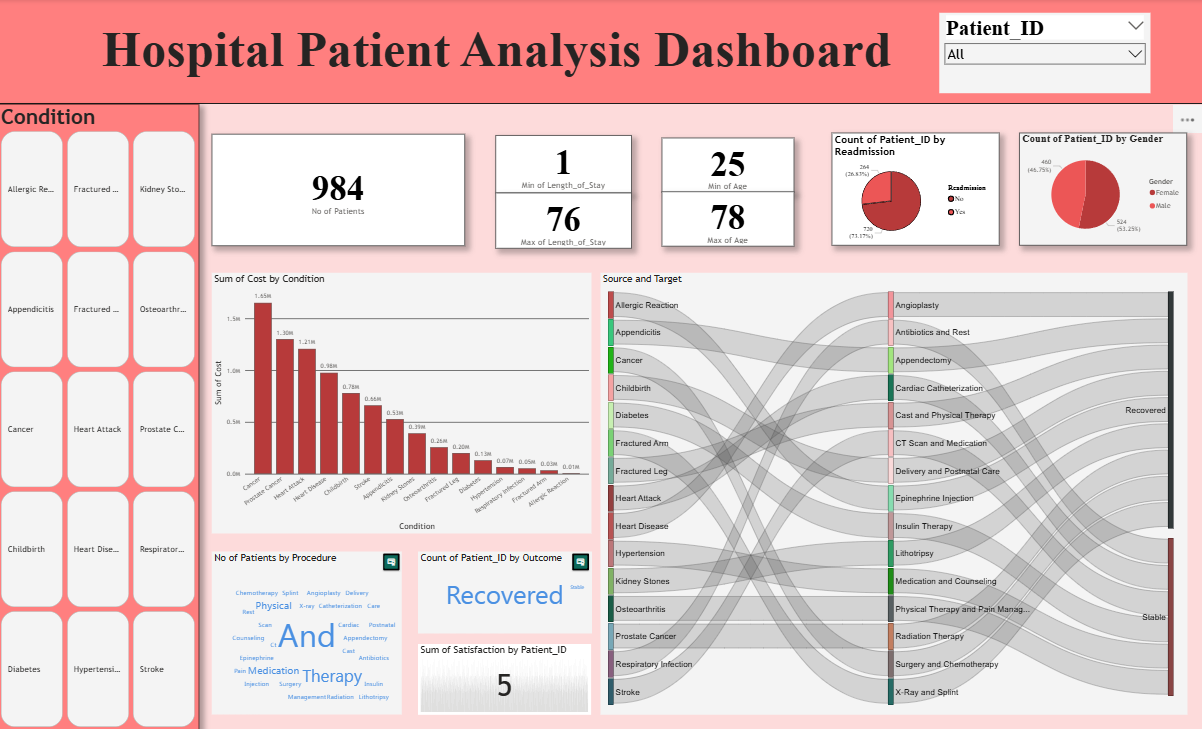 Hospital Patient Analysis Dashboard
Patient_ID
All
Condition
Allergic Re...
Fractured ...
Kidney Sto...
Appendicitis
Fractured ...
Osteoarthr...
Cancer
Heart Attack
Prostate C...
Childbirth
Heart Dise...
Respirator...
Diabetes
Hypertensi...
Stroke
984
No of Patients
1
Min of Length_of_Stay
76
Max of Length_of_Stay
25
Min of Age
78
Max of Age
Count of Patient_ID by
Readmission
264
(26.83%)
720
(73.17%)
Readmission
No
Yes
Count of Patient_ID by Gender
460
(46.75%)
524
(53.25%)
Gender
Female
Male
Sum of Cost by Condition
Sum of Cost
1.5M
1.0M
0.5M
0.0M
1.65M
1.30M
1.21M
0.98M
0.78M
0.66M
0.53M
0.39M
0.26M
0.20M
0.13M
0.07M
0.05M
0.03M
0.01M
Cancer
Prostate Cancer
Heart Attack
Heart Disease
Childbirth
Stroke
Appendicitis
Kidney Stones
Osteoarthritis
Fractured Leg
Diabetes
Hypertension
Respiratory Infection
Fractured Arm
Allergic Reaction
Condition
Source and Target
Allergic Reaction
Appendicitis
Cancer
Childbirth
Diabetes
Fractured Arm
Fractured Leg
Heart Attack
Heart Disease
Hypertension
Kidney Stones
Osteoarthritis
Prostate Cancer
Respiratory Infection
Stroke
Angioplasty
Antibiotics and Rest
Appendectomy
Cardiac Catheterization
Cast and Physical Therapy
CT Scan and Medication
Delivery and Postnatal Care
Epinephrine Injection
Insulin Therapy
Lithotripsy
Medication and Counseling
Physical Therapy and Pain Manag...
Radiation Therapy
Surgery and Chemotherapy
X-Ray and Splint
Recovered
Stable
No of Patients by Procedure
Chemotherapy Splint Angioplasty Delivery
Physical X-ray Catheterization Care
Rest
Scan Cardiac Postnatal
Counseling Ct And Appendectomy
Cast
Epinephrine Antibiotics
Pain Medication Therapy
Injection Surgery Insulin
Management Radiation Lithotripsy
Count of Patient_ID by Outcome
Recovered
Stable
Sum of Satisfaction by Patient_ID
5